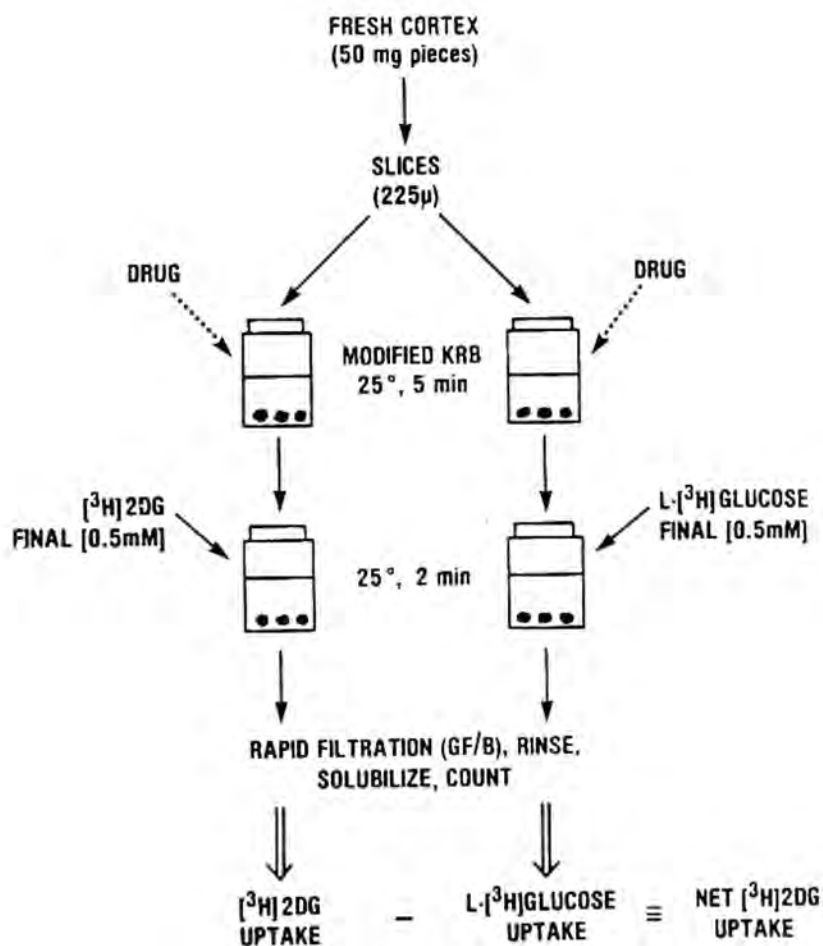 FRESH CORTEX
(50 mg pieces)
SLICES
(225µ)
DRUG
DRUG
MODIFIED KRB
25°, 5 min
[³H]2DG
FINAL [0.5mM]
L-[³H]GLUCOSE
FINAL [0.5mM]
25°, 2 min
RAPID FILTRATION (GF/B), RINSE,
SOLUBILIZE, COUNT
[³H]2DG
UPTAKE
–
L-[³H]GLUCOSE
UPTAKE
≡
NET [³H]2DG
UPTAKE